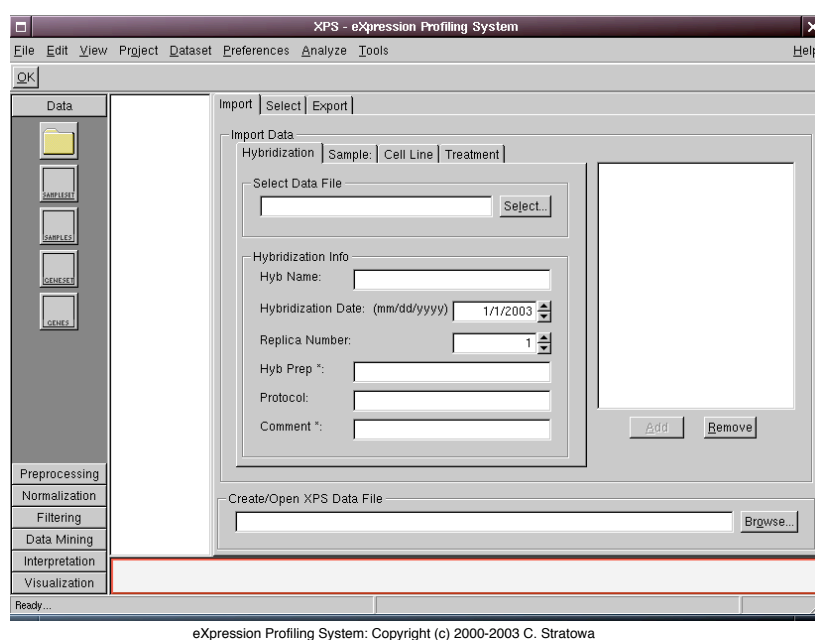 XPS - eXpression Profiling System
File Edit View Project Dataset Preferences Analyze Tools Help
OK
Data
SAMPLESET
SAMPLES
GENESET
GENES
Preprocessing
Normalization
Filtering
Data Mining
Interpretation
Visualization
Import Select Export
Import Data
Hybridization Sample: Cell Line Treatment
Select Data File
Select...
Hybridization Info
Hyb Name:
Hybridization Date: (mm/dd/yyyy) 1/1/2003
Replica Number: 1
Hyb Prep *:
Protocol:
Comment *:
Add Remove
Create/Open XPS Data File
Browse...
Ready...
eXpression Profiling System: Copyright (c) 2000-2003 C. Stratowa